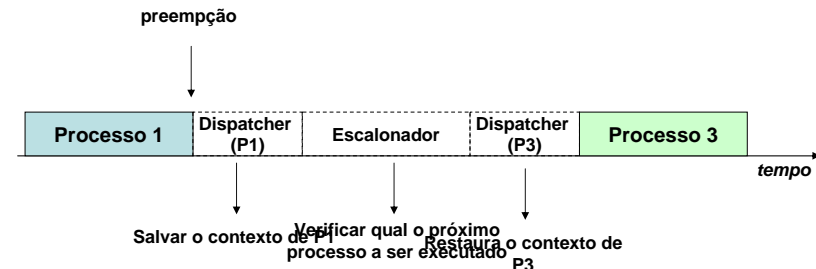 preempção
Processo 1
Dispatcher
(P1)
Escalonador
Dispatcher
(P3)
Processo 3
tempo
Salvar o contexto de P1
Verificar qual o próximo
processo a ser executado
Restaura o contexto de
P3